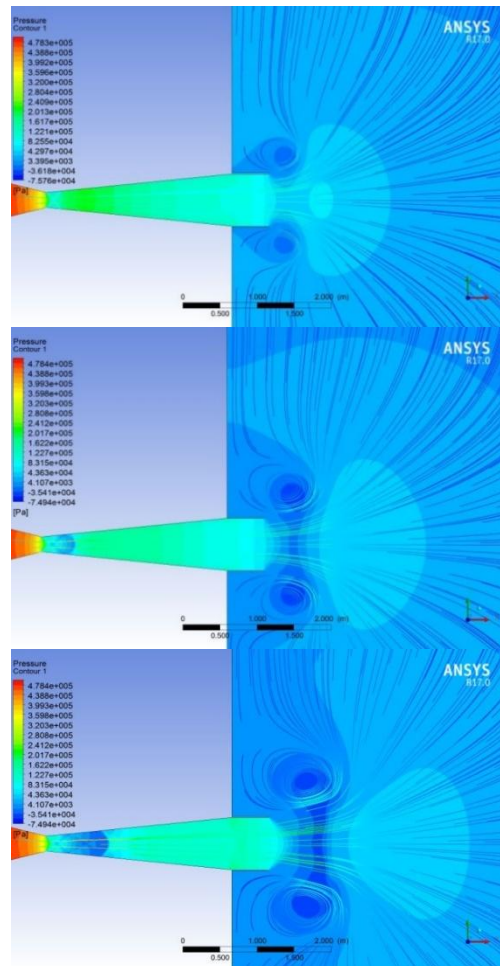 Pressure
Contour 1
4.783e+005
4.388e+005
3.992e+005
3.596e+005
3.200e+005
2.804e+005
2.409e+005
2.013e+005
1.617e+005
1.221e+005
8.255e+004
4.297e+004
3.395e+003
-3.618e+004
-7.576e+004
[Pa]
ANSYS
R17.0
0
1.000
2.000 (m)
0.500
1.500
Pressure
Contour 1
4.784e+005
4.388e+005
3.993e+005
3.598e+005
3.203e+005
2.808e+005
2.412e+005
2.017e+005
1.622e+005
1.227e+005
8.315e+004
4.363e+004
4.107e+003
-3.541e+004
-7.494e+004
[Pa]
ANSYS
R17.0
0
1.000
2.000 (m)
0.500
1.500
Pressure
Contour 1
4.784e+005
4.388e+005
3.993e+005
3.598e+005
3.203e+005
2.808e+005
2.412e+005
2.017e+005
1.622e+005
1.227e+005
8.315e+004
4.363e+004
4.107e+003
-3.541e+004
-7.494e+004
[Pa]
ANSYS
R17.0
0
1.000
2.000 (m)
0.500
1.500